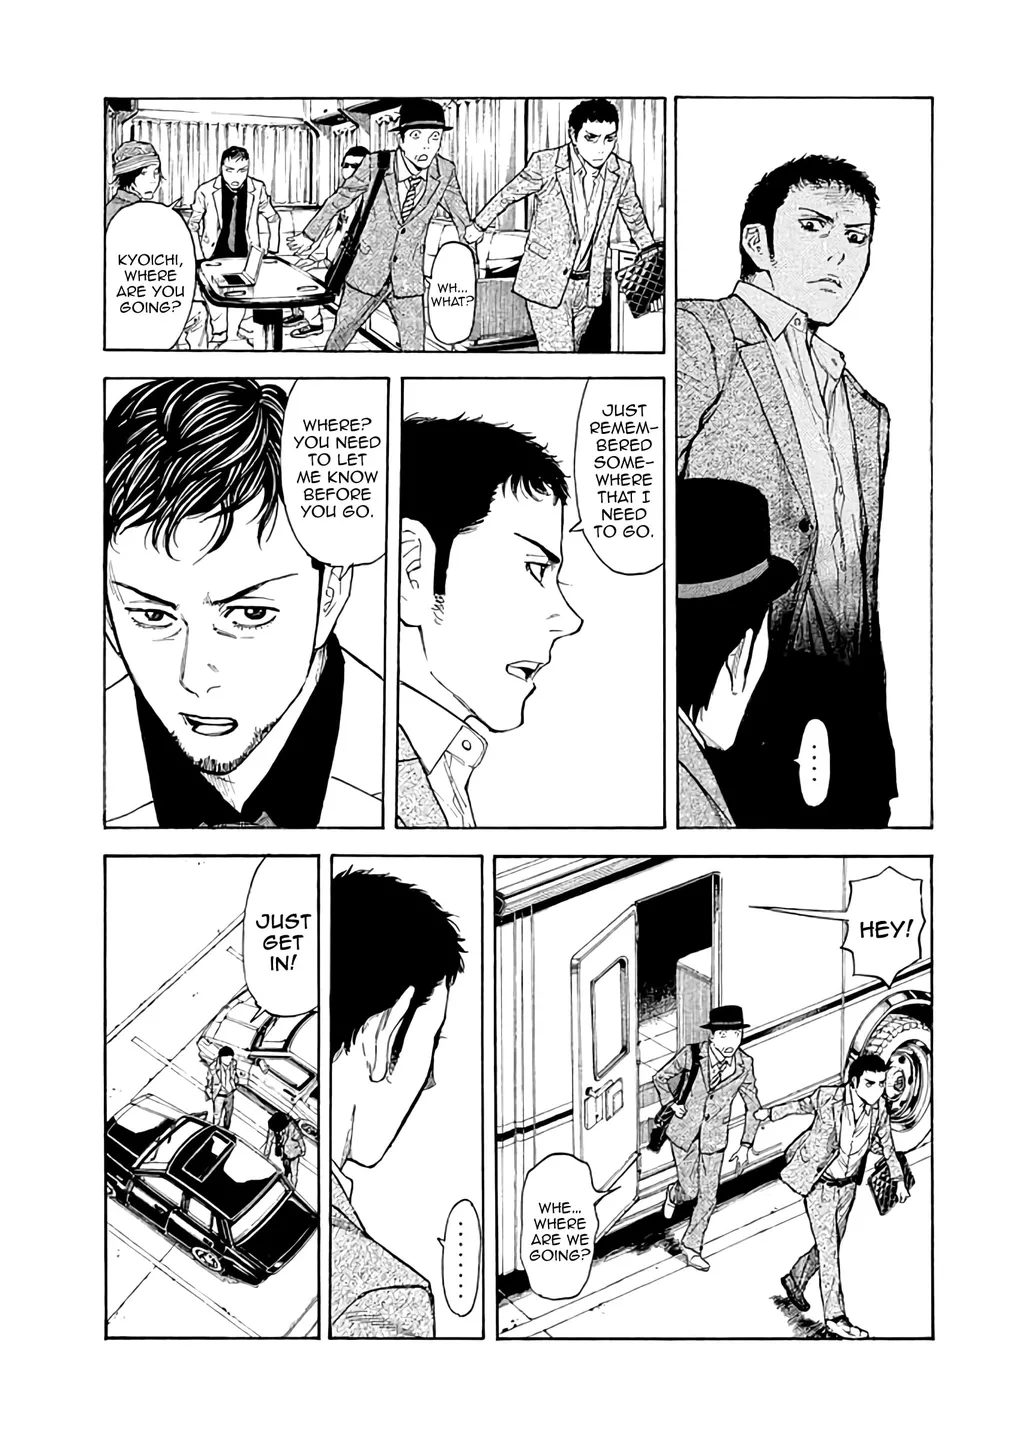 ....
WH...
WHAT?
KYOICHI,
WHERE
ARE YOU
GOING?
JUST
REMEM-
BERED
SOME-
WHERE
THAT I
NEED
TO GO.
WHERE?
YOU NEED
TO LET
ME KNOW
BEFORE
YOU GO.
HEY!
WHE...
WHERE
ARE WE
GOING?
.......
JUST
GET
IN!